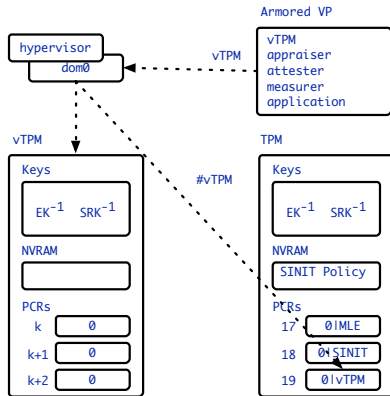 Armored VP
hypervisor
dom0
vTPM
vTPM
appraiser
attester
measurer
application
vTPM
Keys
EK-1 SRK-1
NVRAM
PCRs
k 0
k+1 0
k+2 0
#vTPM
TPM
Keys
EK-1 SRK-1
NVRAM
SINIT Policy
PCRs
17 0|MLE
18 0|SINIT
19 0|vTPM